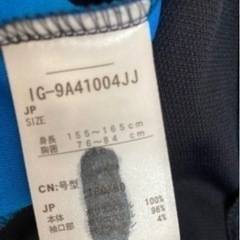 IG-9A41004JJ
JP
SIZE
身長 155～165cm
胸囲 76～84 cm
CN:号型
JP 100%
本体 96%
袖口部 4%